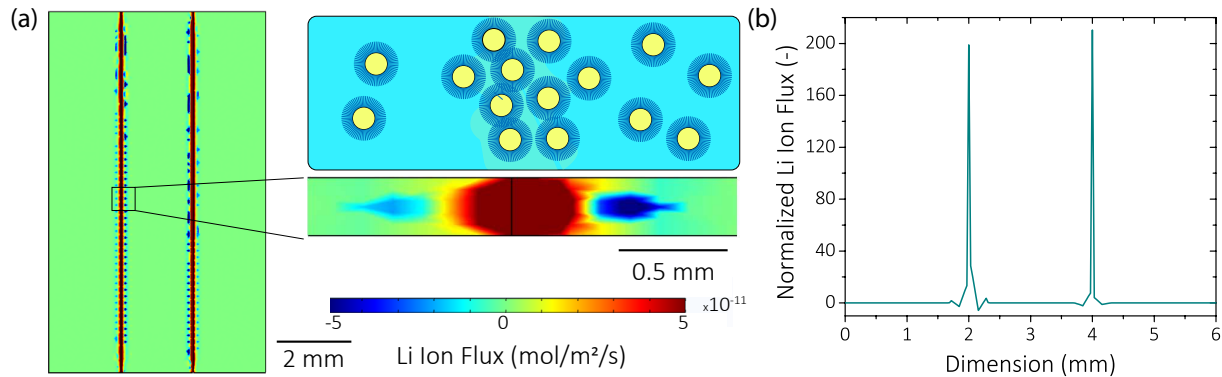 (a)
0.5 mm
×10⁻¹¹
-5 0 5
2 mm
Li Ion Flux (mol/m²/s)
(b)
Normalized Li Ion Flux (-)
200
160
120
80
40
0
0 1 2 3 4 5 6
Dimension (mm)